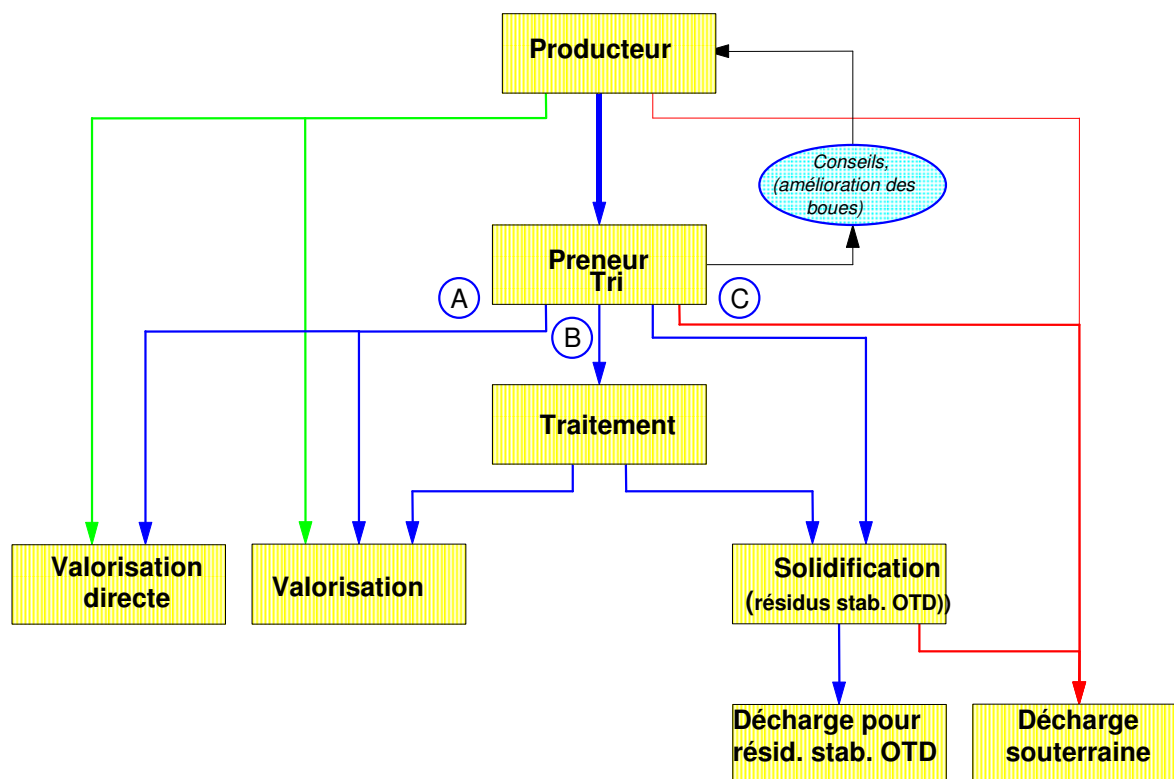 Producteur
Conseils,
(amélioration des
boues)
Preneur
Tri
A
C
B
Traitement
Valorisation
directe
Valorisation
Solidification
(résidus stab. OTD))
Décharge pour
résid. stab. OTD
Décharge
souterraine